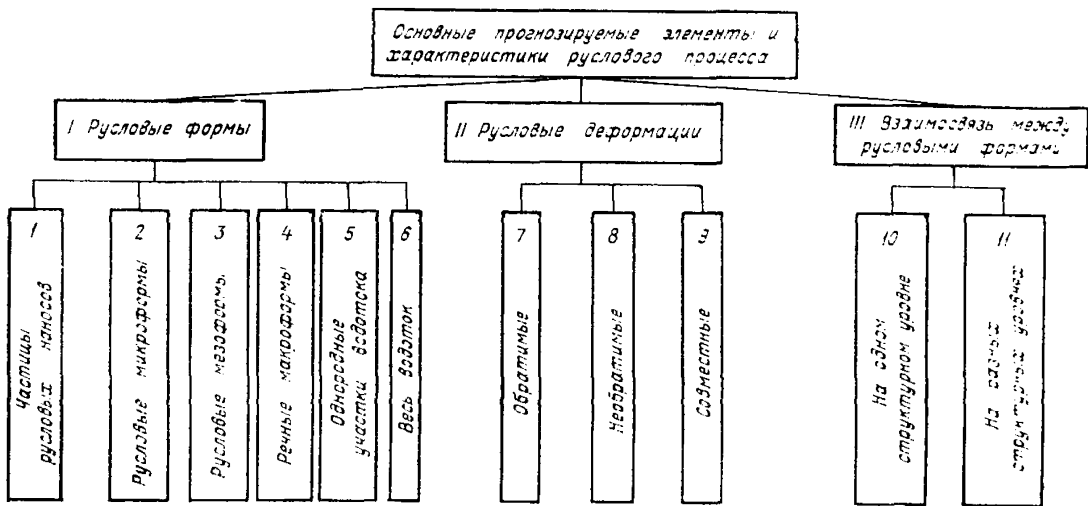 Основные прогнозируемые элементы и
характеристики руслового процесса
I Русловые формы
II Русловые деформации
III Взаимосвязь между
русловыми формами
1
Частицы
русловых наносов
2
Русловые микроформы
3
Русловые мезоформы
4
Речные макроформы
5
Однородные
участки водотока
6
Весь водоток
7
Обратимые
8
Необратимые
9
Совместные
10
На одном
структурном уровне
11
На разных
структурных уровнях